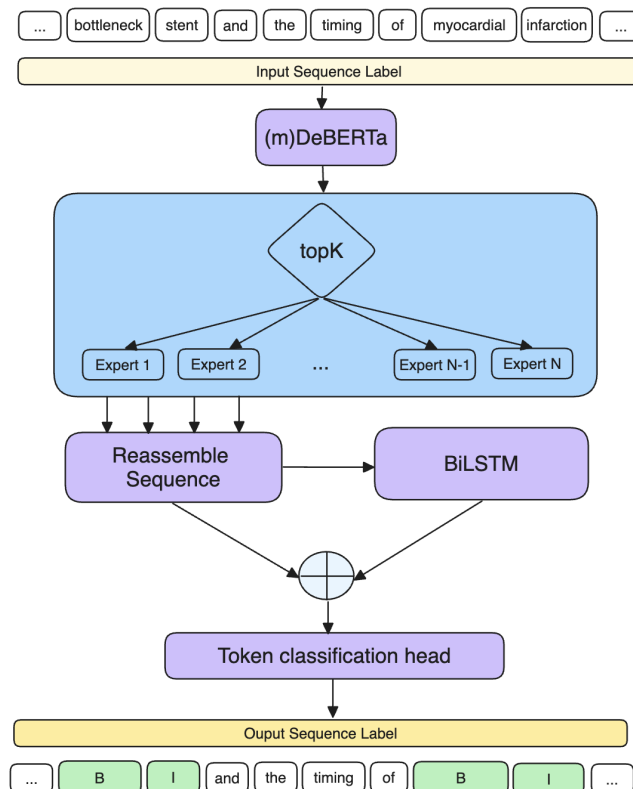 ... bottleneck stent and the timing of myocardial infarction ...
Input Sequence Label
(m)DeBERTa
topK
Expert 1 Expert 2 ... Expert N-1 Expert N
Reassemble
Sequence
BiLSTM
Token classification head
Ouput Sequence Label
... B I and the timing of B I ...